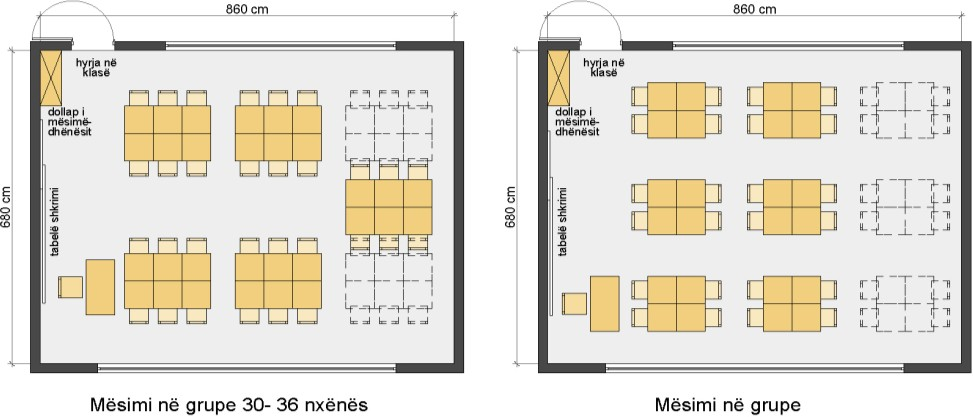 860 cm
hyrja në
klasë
dollap i
mësimë-
dhënësit
tabelë shkrimi
680 cm
Mësimi në grupe 30- 36 nxënës
860 cm
hyrja në
klasë
dollap i
mësimë-
dhënësit
tabelë shkrimi
680 cm
Mësimi në grupe